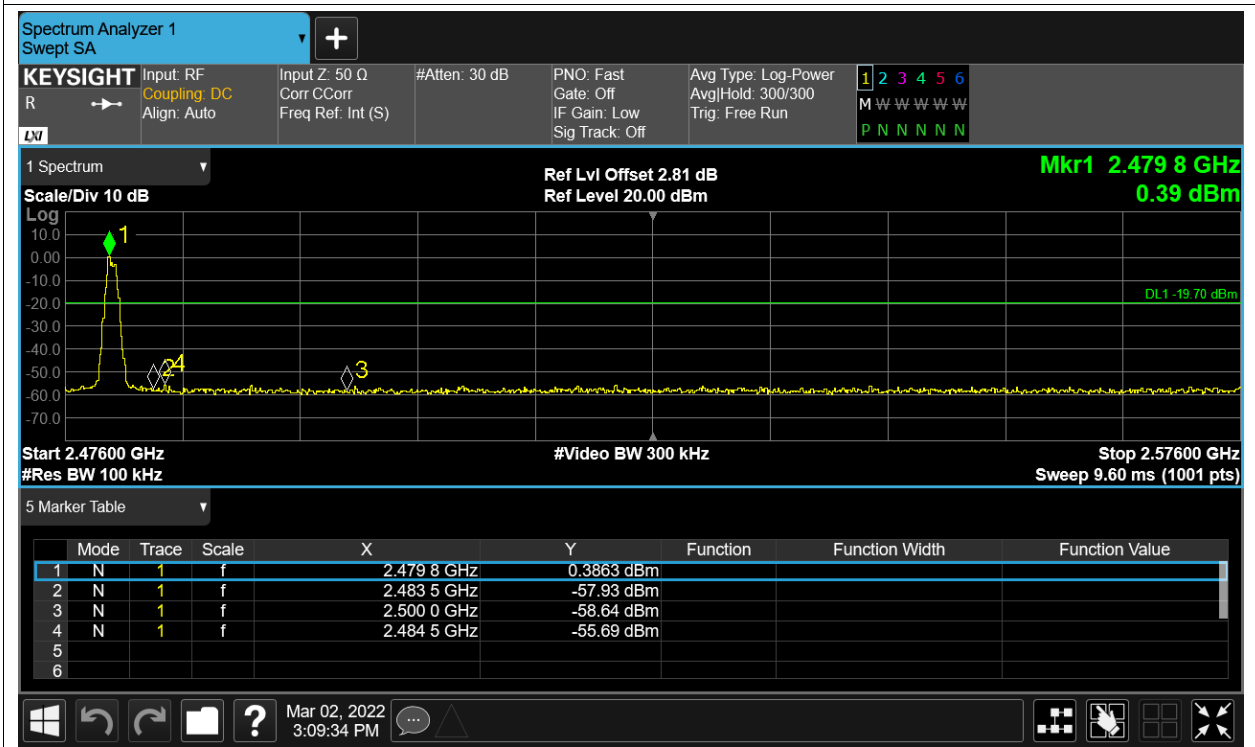 Spectrum Analyzer 1
Swept SA
KEYSIGHT Input: RF Input Z: 50 Ω #Atten: 30 dB PNO: Fast Avg Type: Log-Power 1 2 3 4 5 6
R Coupling: DC Corr CCorr Gate: Off Avg|Hold: 300/300 M W W W W W
Align: Auto Freq Ref: Int (S) IF Gain: Low Trig: Free Run
LXI Sig Track: Off P N N N N N
1 Spectrum Ref Lvl Offset 2.81 dB Mkr1 2.479 8 GHz
Scale/Div 10 dB Ref Level 20.00 dBm 0.39 dBm
Log
10.0
1
0.00
-10.0
DL1 -19.70 dBm
-20.0
-30.0
-40.0
24
3
-50.0
-60.0
-70.0
Start 2.47600 GHz #Video BW 300 kHz Stop 2.57600 GHz
#Res BW 100 kHz Sweep 9.60 ms (1001 pts)
5 Marker Table
Mode Trace Scale X Y Function Function Width Function Value
1 N 1 f 2.479 8 GHz 0.3863 dBm
2 N 1 f 2.483 5 GHz -57.93 dBm
3 N 1 f 2.500 0 GHz -58.64 dBm
4 N 1 f 2.484 5 GHz -55.69 dBm
5
6
? Mar 02, 2022
3:09:34 PM